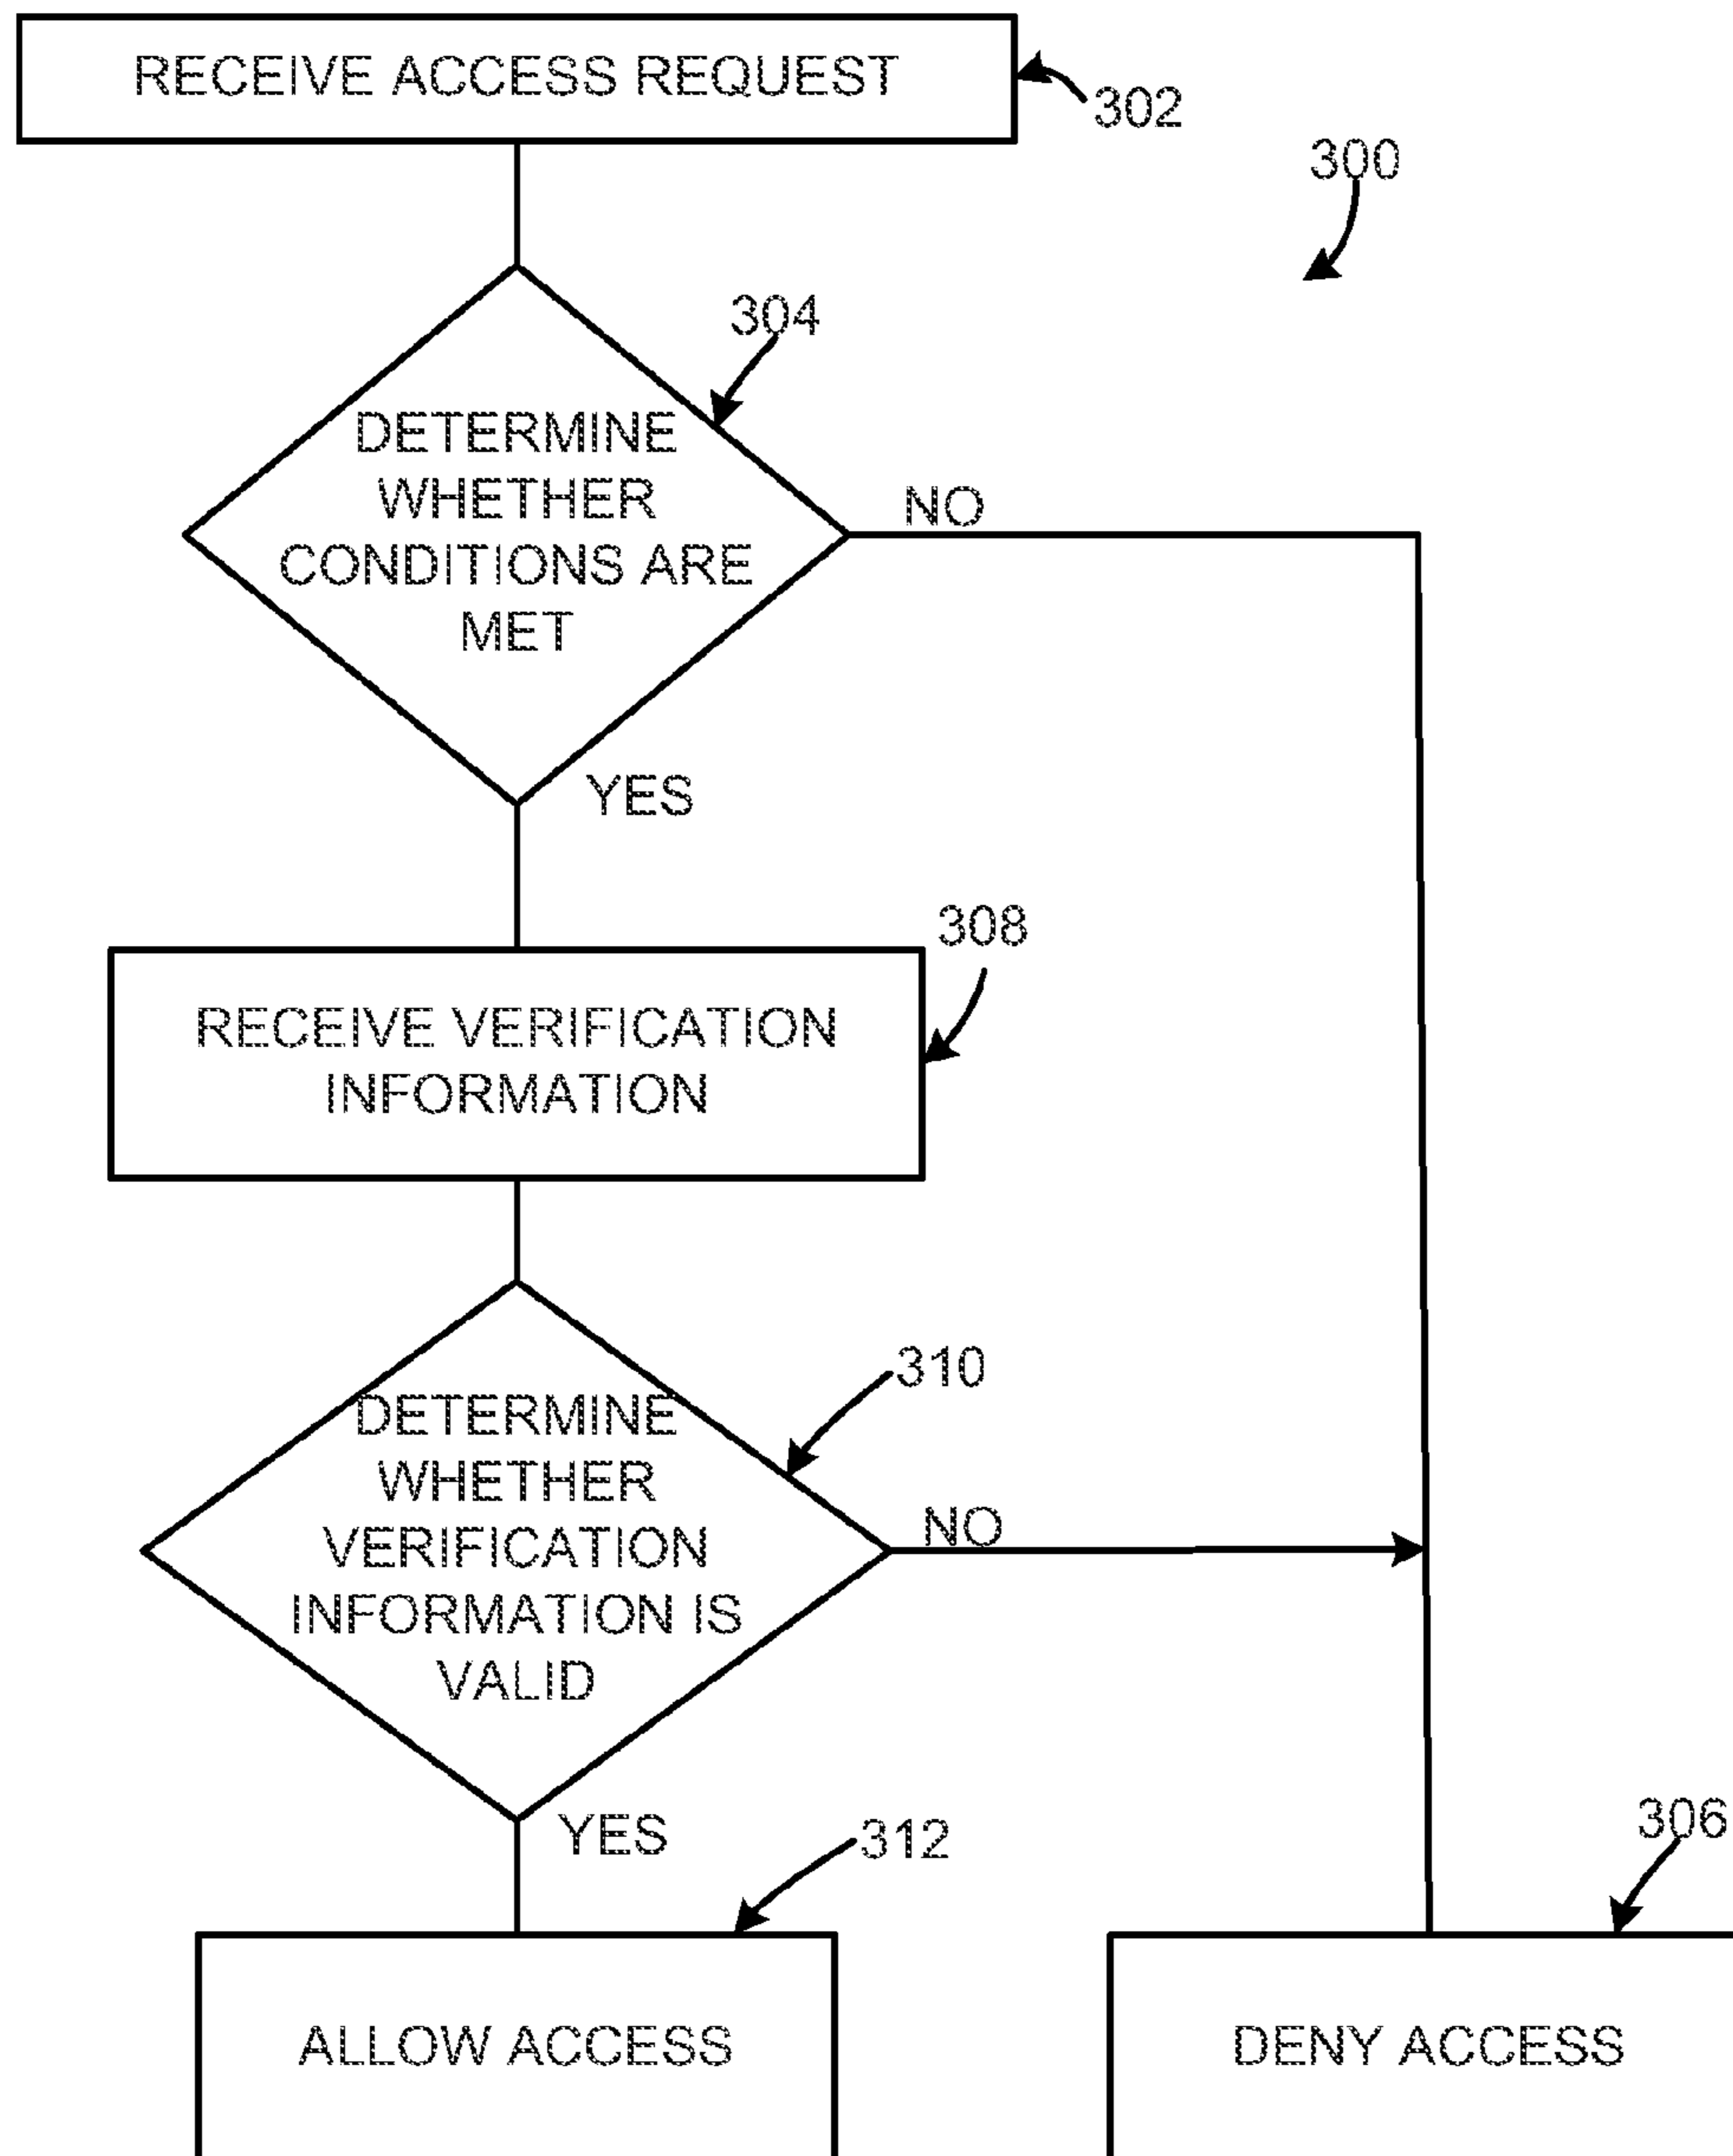 RECEIVE ACCESS REQUEST
302
300
304
DETERMINE
WHETHER
CONDITIONS ARE
MET
NO
YES
308
RECEIVE VERIFICATION
INFORMATION
310
DETERMINE
WHETHER
VERIFICATION
INFORMATION IS
VALID
NO
YES
312
306
ALLOW ACCESS
DENY ACCESS